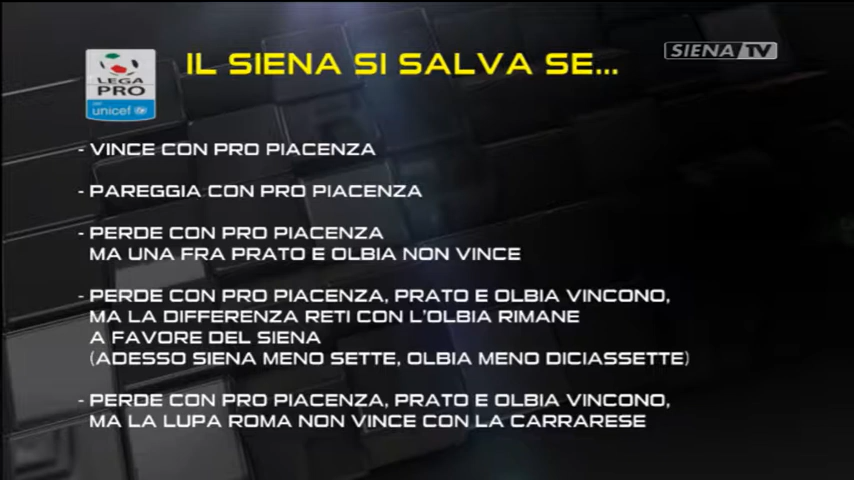 IL SIENA SI SALVA SE...
SIENA TV
LEGA
PRO
unicef
- VINCE CON PRO PIACENZA
- PAREGGIA CON PRO PIACENZA
- PERDE CON PRO PIACENZA
MA UNA FRA PRATO E OLBIA NON VINCE
- PERDE CON PRO PIACENZA, PRATO E OLBIA VINCONO,
MA LA DIFFERENZA RETI CON L'OLBIA RIMANE
A FAVORE DEL SIENA
(ADESSO SIENA MENO SETTE, OLBIA MENO DICIASSETTE)
- PERDE CON PRO PIACENZA, PRATO E OLBIA VINCONO,
MA LA LUPA ROMA NON VINCE CON LA CARRARESE